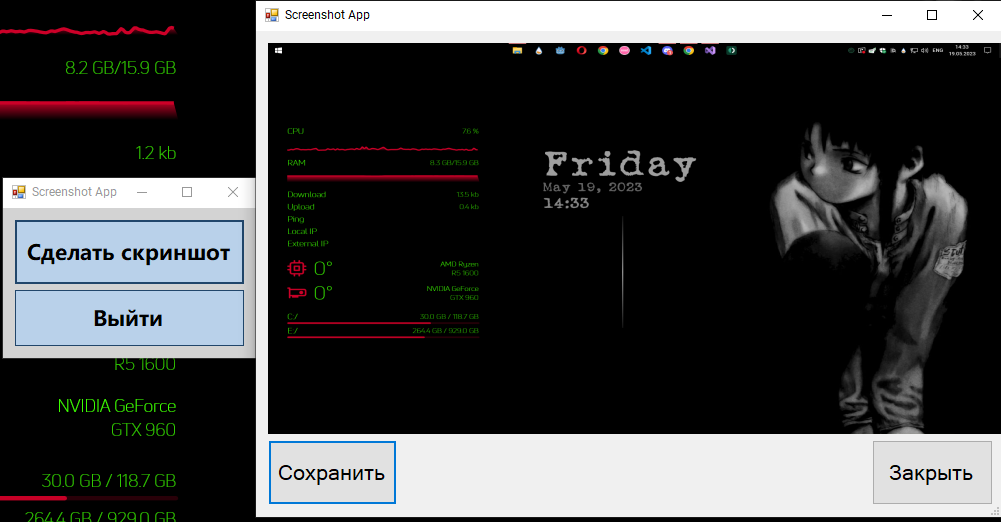 8.2 GB/15.9 GB
1.2 kb
Screenshot App
Сделать скриншот
Выйти
R5 1600
NVIDIA GeForce
GTX 960
30.0 GB / 118.7 GB
264.4 GB / 929.0 GB
Screenshot App
ENG
14:33
19.05.2023
CPU 7.6 %
RAM 8.3 GB/15.9 GB
Download 13.5 kb
Upload 0.4 kb
Ping
Local IP
External IP
0° AMD Ryzen
R5 1600
0° NVIDIA GeForce
GTX 960
C:/ 30.0 GB / 118.7 GB
E:/ 264.4 GB / 929.0 GB
Friday
May 19, 2023
14:33
Сохранить
Закрыть